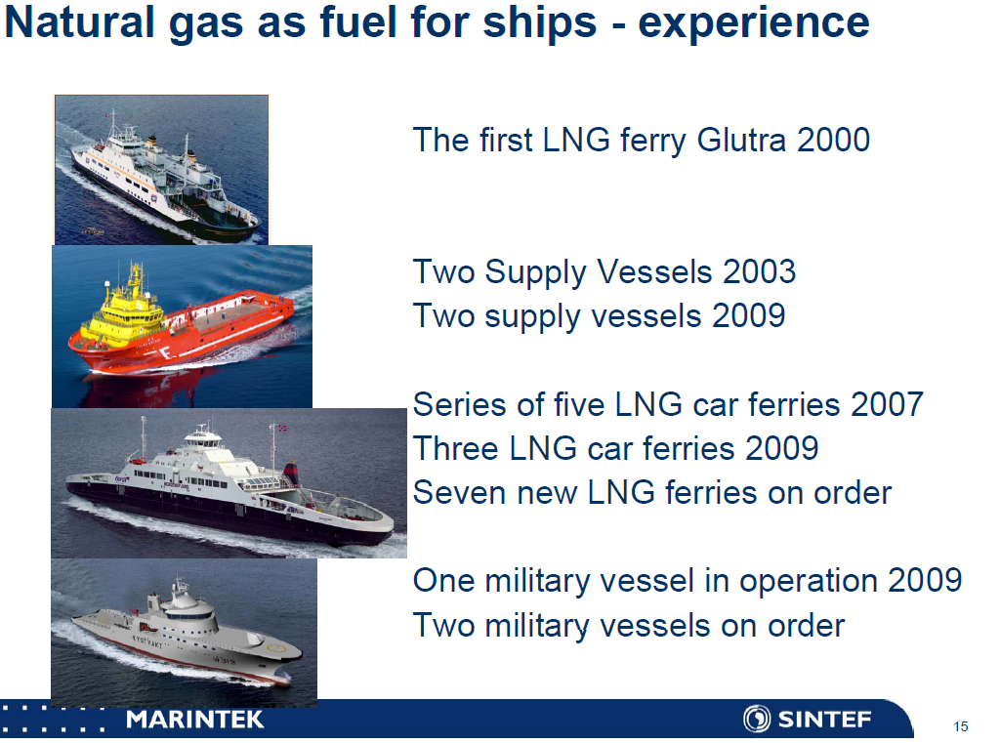 Natural gas as fuel for ships - experience
The first LNG ferry Glutra 2000
Two Supply Vessels 2003
Two supply vessels 2009
Series of five LNG car ferries 2007
Three LNG car ferries 2009
Seven new LNG ferries on order
One military vessel in operation 2009
Two military vessels on order
KYSTVAKT
MARINTEK
SINTEF
15